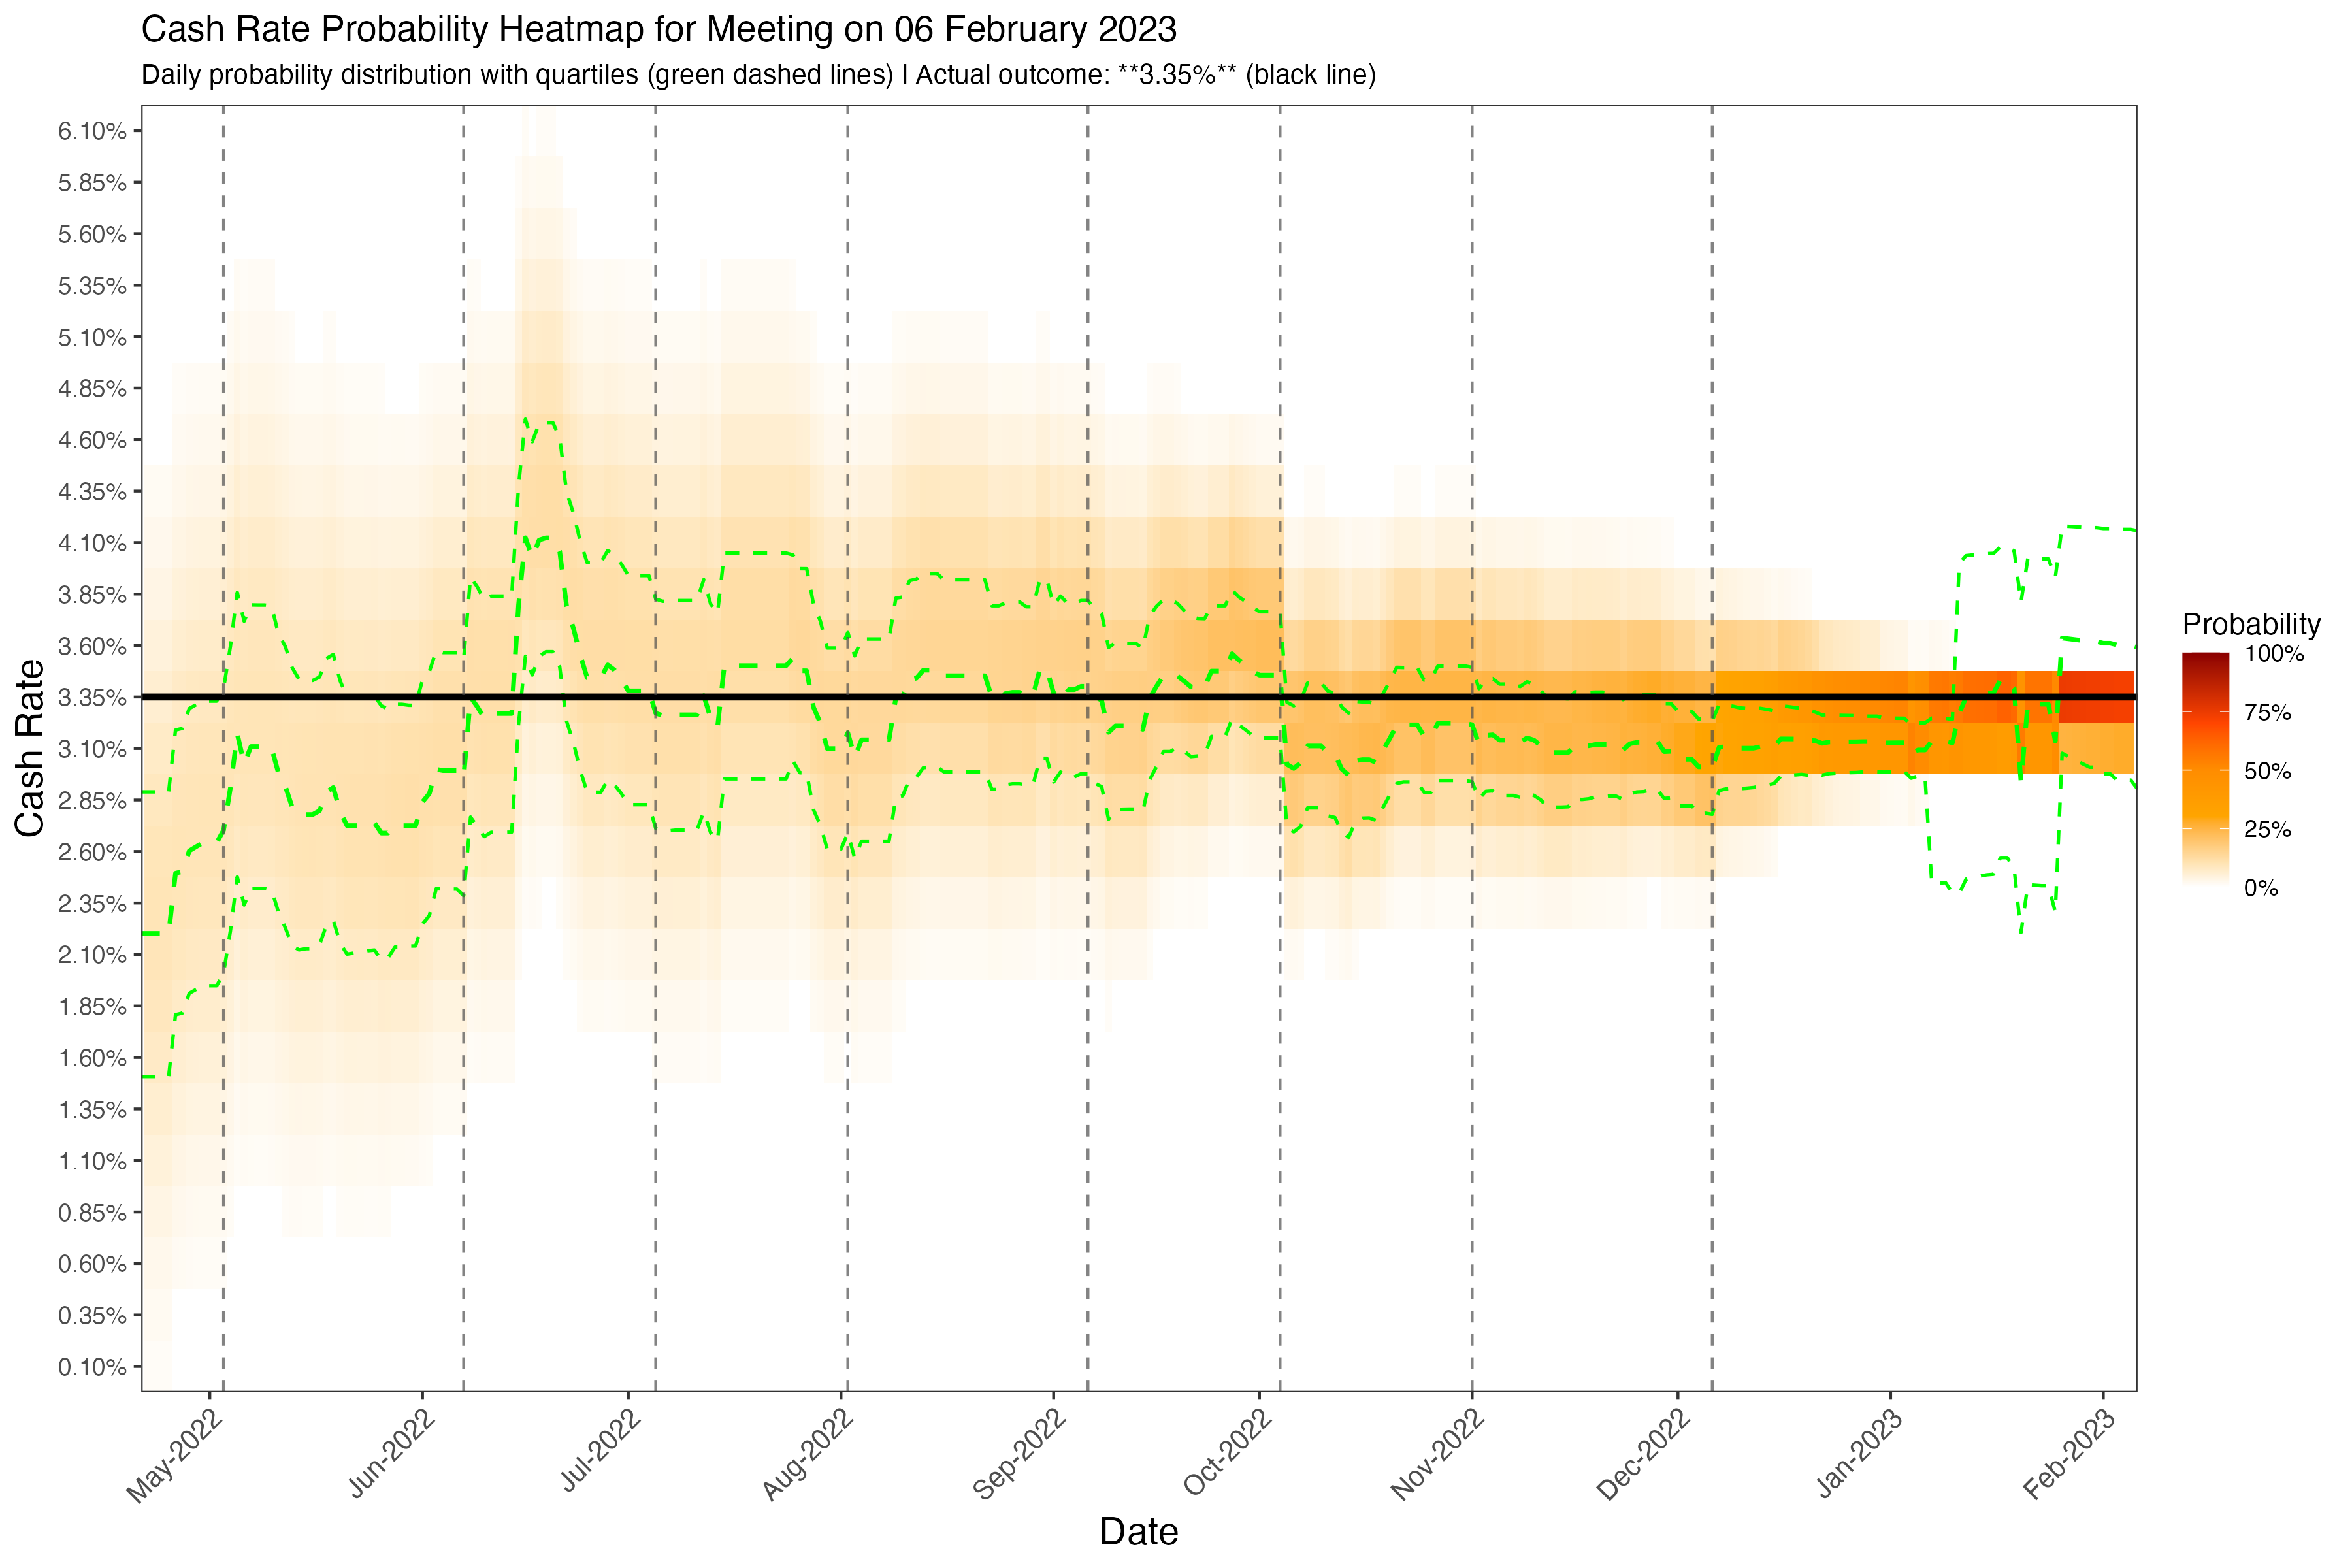 Cash Rate Probability Heatmap for Meeting on 06 February 2023
Daily probability distribution with quartiles (green dashed lines) | Actual outcome: **3.35%** (black line)
Cash Rate
6.10%
5.85%
5.60%
5.35%
5.10%
4.85%
4.60%
4.35%
4.10%
3.85%
3.60%
3.35%
3.10%
2.85%
2.60%
2.35%
2.10%
1.85%
1.60%
1.35%
1.10%
0.85%
0.60%
0.35%
0.10%
May-2022
Jun-2022
Jul-2022
Aug-2022
Sep-2022
Oct-2022
Nov-2022
Dec-2022
Jan-2023
Feb-2023
Date
Probability
100%
75%
50%
25%
0%